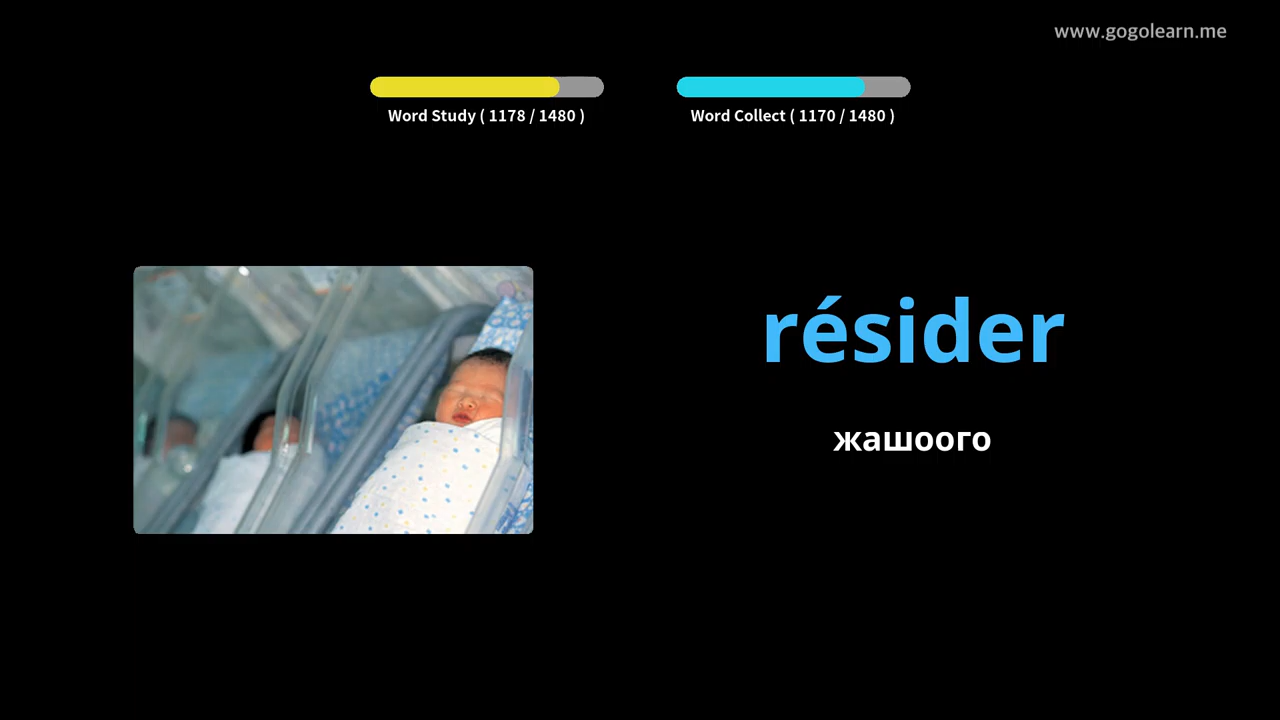 www.gogolearn.me
Word Study ( 1178 / 1480 )
Word Collect ( 1170 / 1480 )
résider
жашоого